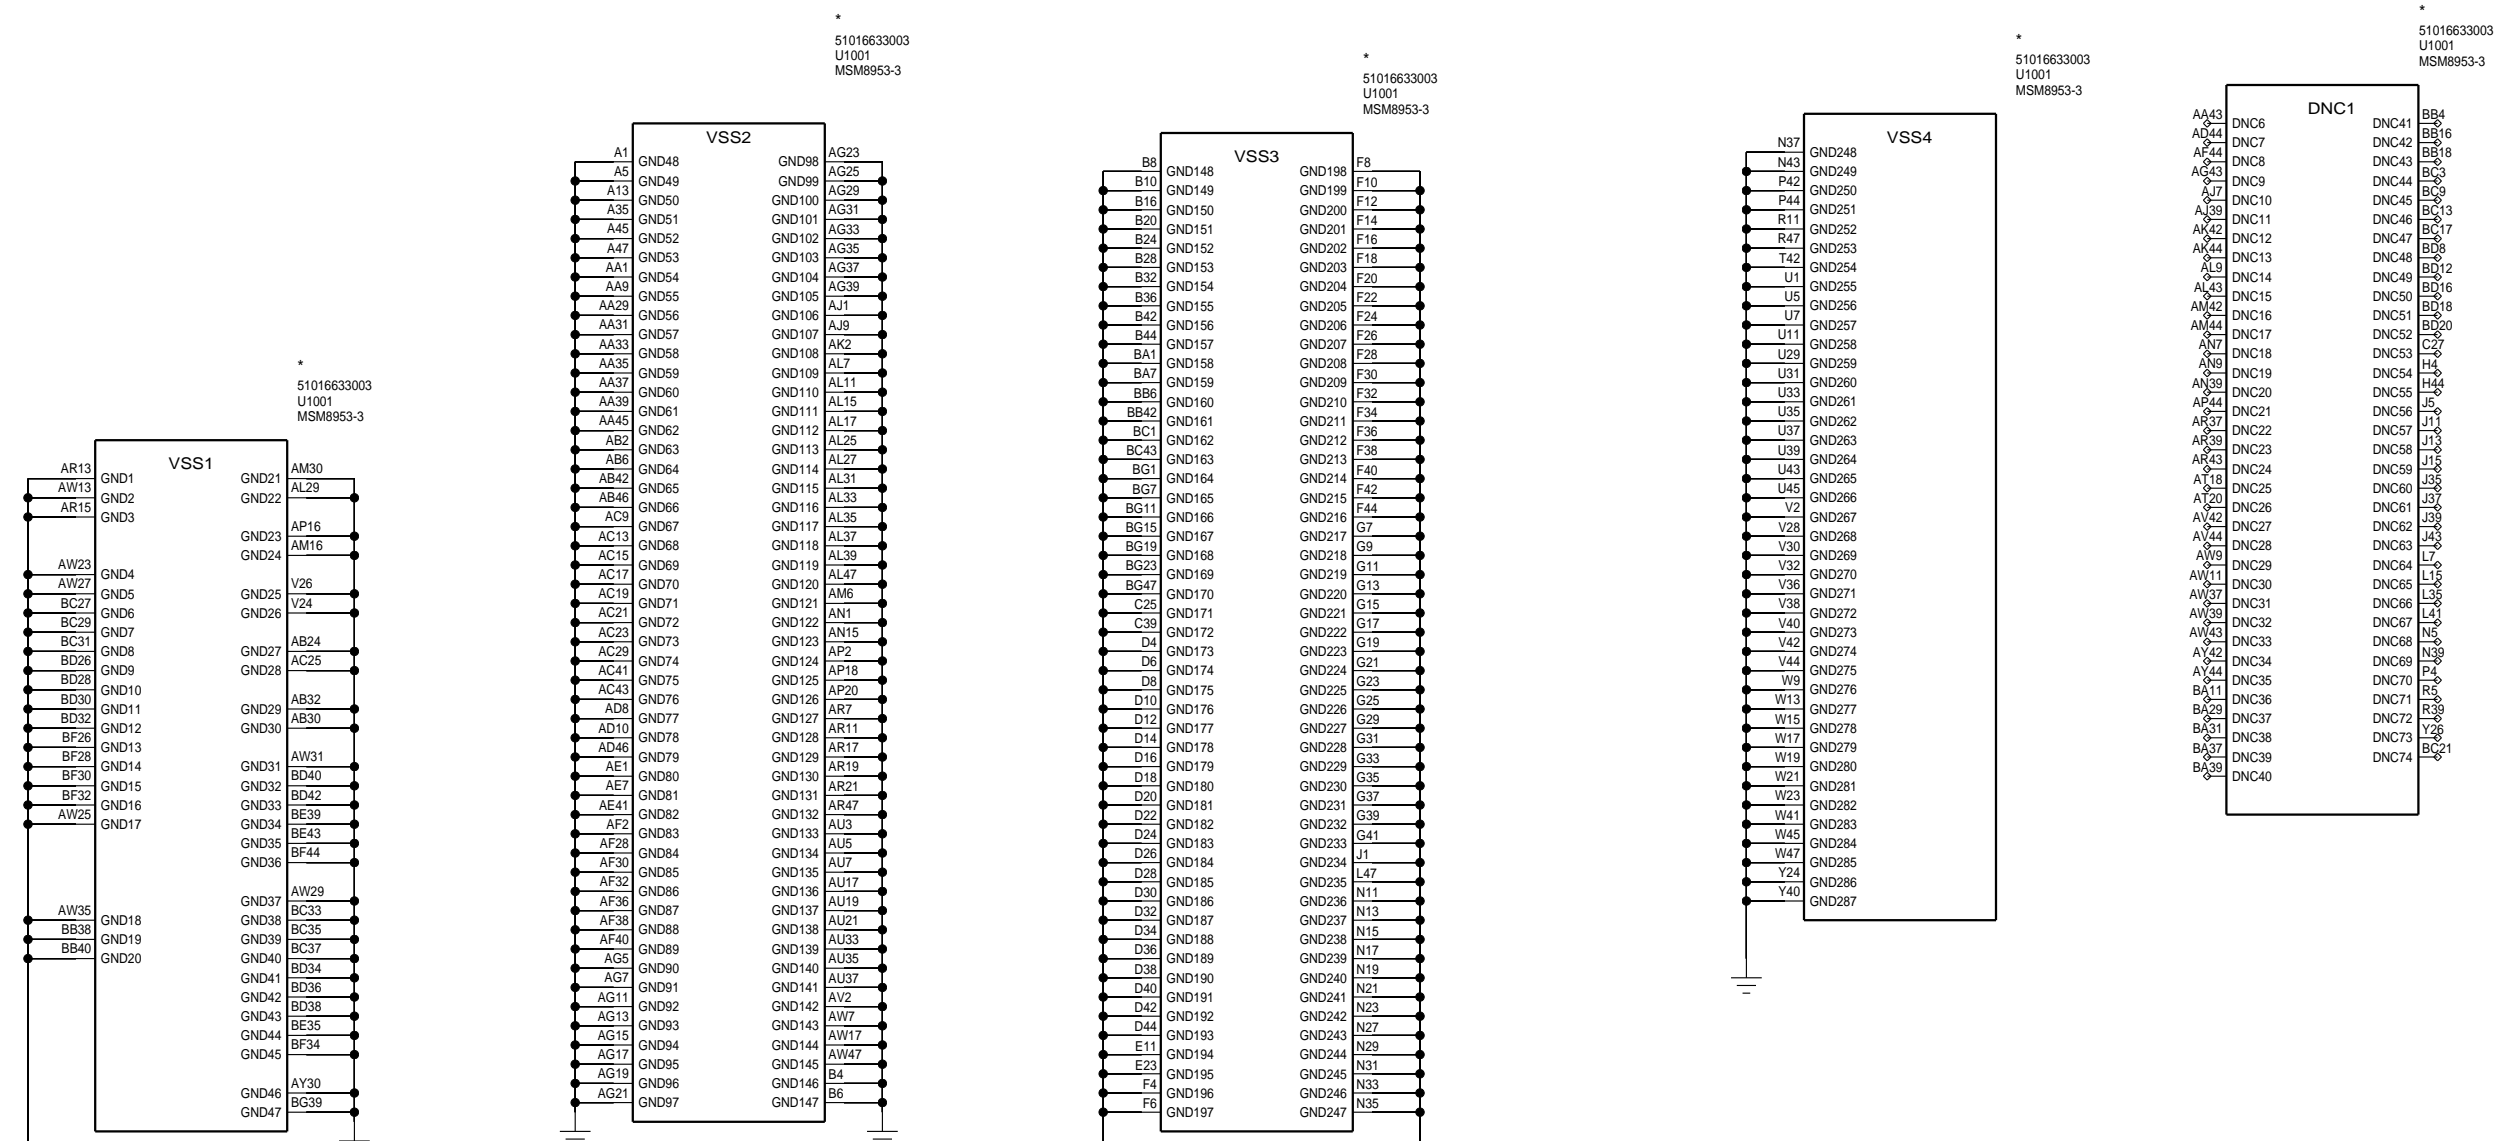 *
51016633003
U1001
MSM8953-3
VSS1
AR13 GND1 GND21 AM30
AW13 GND2 GND22 AL29
AR15 GND3
GND23 AP16
GND24 AM16
AW23 GND4
AW27 GND5 GND25 V26
BC27 GND6 GND26 V24
BC29 GND7
BC31 GND8 GND27 AB24
BD26 GND9 GND28 AC25
BD28 GND10
BD30 GND11 GND29 AB32
BD32 GND12 GND30 AB30
BF26 GND13
BF28 GND14 GND31 AW31
BF30 GND15 GND32 BD40
BF32 GND16 GND33 BD42
AW25 GND17 GND34 BE39
GND35 BE43
GND36 BF44
GND37 AW29
AW35 GND18 GND38 BC33
BB38 GND19 GND39 BC35
BB40 GND20 GND40 BC37
GND41 BD34
GND42 BD36
GND43 BD38
GND44 BE35
GND45 BF34
GND46 AY30
GND47 BG39
*
51016633003
U1001
MSM8953-3
VSS2
A1 GND48 GND98 AG23
A5 GND49 GND99 AG25
A13 GND50 GND100 AG29
A35 GND51 GND101 AG31
A45 GND52 GND102 AG33
A47 GND53 GND103 AG35
AA1 GND54 GND104 AG37
AA9 GND55 GND105 AG39
AA29 GND56 GND106 AJ1
AA31 GND57 GND107 AJ9
AA33 GND58 GND108 AK2
AA35 GND59 GND109 AL7
AA37 GND60 GND110 AL11
AA39 GND61 GND111 AL15
AA45 GND62 GND112 AL17
AB2 GND63 GND113 AL25
AB6 GND64 GND114 AL27
AB42 GND65 GND115 AL31
AB46 GND66 GND116 AL33
AC9 GND67 GND117 AL35
AC13 GND68 GND118 AL37
AC15 GND69 GND119 AL39
AC17 GND70 GND120 AL47
AC19 GND71 GND121 AM6
AC21 GND72 GND122 AN1
AC23 GND73 GND123 AN15
AC29 GND74 GND124 AP2
AC41 GND75 GND125 AP18
AC43 GND76 GND126 AP20
AD8 GND77 GND127 AR7
AD10 GND78 GND128 AR11
AD46 GND79 GND129 AR17
AE1 GND80 GND130 AR19
AE7 GND81 GND131 AR21
AE41 GND82 GND132 AR47
AF2 GND83 GND133 AU3
AF28 GND84 GND134 AU5
AF30 GND85 GND135 AU7
AF32 GND86 GND136 AU17
AF36 GND87 GND137 AU19
AF38 GND88 GND138 AU21
AF40 GND89 GND139 AU33
AG5 GND90 GND140 AU35
AG7 GND91 GND141 AU37
AG11 GND92 GND142 AV2
AG13 GND93 GND143 AW7
AG15 GND94 GND144 AW17
AG17 GND95 GND145 AW47
AG19 GND96 GND146 B4
AG21 GND97 GND147 B6
*
51016633003
U1001
MSM8953-3
VSS3
B8 GND148 GND198 F8
B10 GND149 GND199 F10
B16 GND150 GND200 F12
B20 GND151 GND201 F14
B24 GND152 GND202 F16
B28 GND153 GND203 F18
B32 GND154 GND204 F20
B36 GND155 GND205 F22
B42 GND156 GND206 F24
B44 GND157 GND207 F26
BA1 GND158 GND208 F28
BA7 GND159 GND209 F30
BB6 GND160 GND210 F32
BB42 GND161 GND211 F34
BC1 GND162 GND212 F36
BC43 GND163 GND213 F38
BG1 GND164 GND214 F40
BG7 GND165 GND215 F42
BG11 GND166 GND216 F44
BG15 GND167 GND217 G7
BG19 GND168 GND218 G9
BG23 GND169 GND219 G11
BG47 GND170 GND220 G13
C25 GND171 GND221 G15
C39 GND172 GND222 G17
D4 GND173 GND223 G19
D6 GND174 GND224 G21
D8 GND175 GND225 G23
D10 GND176 GND226 G25
D12 GND177 GND227 G29
D14 GND178 GND228 G31
D16 GND179 GND229 G33
D18 GND180 GND230 G35
D20 GND181 GND231 G37
D22 GND182 GND232 G39
D24 GND183 GND233 G41
D26 GND184 GND234 J1
D28 GND185 GND235 L47
D30 GND186 GND236 N11
D32 GND187 GND237 N13
D34 GND188 GND238 N15
D36 GND189 GND239 N17
D38 GND190 GND240 N19
D40 GND191 GND241 N21
D42 GND192 GND242 N23
D44 GND193 GND243 N27
E11 GND194 GND244 N29
E23 GND195 GND245 N31
F4 GND196 GND246 N33
F6 GND197 GND247 N35
*
51016633003
U1001
MSM8953-3
VSS4
N37 GND248
N43 GND249
P42 GND250
P44 GND251
R11 GND252
R47 GND253
T42 GND254
U1 GND255
U5 GND256
U7 GND257
U11 GND258
U29 GND259
U31 GND260
U33 GND261
U35 GND262
U37 GND263
U39 GND264
U43 GND265
U45 GND266
V2 GND267
V28 GND268
V30 GND269
V32 GND270
V36 GND271
V38 GND272
V40 GND273
V42 GND274
V44 GND275
W9 GND276
W13 GND277
W15 GND278
W17 GND279
W19 GND280
W21 GND281
W23 GND282
W41 GND283
W45 GND284
W47 GND285
Y24 GND286
Y40 GND287
*
51016633003
U1001
MSM8953-3
DNC1
AA43 DNC6 DNC41 BB4
AD44 DNC7 DNC42 BB16
AF44 DNC8 DNC43 BB18
AG43 DNC9 DNC44 BC3
AJ7 DNC10 DNC45 BC9
AJ39 DNC11 DNC46 BC13
AK42 DNC12 DNC47 BC17
AK44 DNC13 DNC48 BD8
AL9 DNC14 DNC49 BD12
AL43 DNC15 DNC50 BD16
AM42 DNC16 DNC51 BD18
AM44 DNC17 DNC52 BD20
AN7 DNC18 DNC53 C27
AN9 DNC19 DNC54 H4
AN39 DNC20 DNC55 H44
AP44 DNC21 DNC56 J5
AR37 DNC22 DNC57 J11
AR39 DNC23 DNC58 J13
AR43 DNC24 DNC59 J15
AT18 DNC25 DNC60 J35
AT20 DNC26 DNC61 J37
AV42 DNC27 DNC62 J39
AV44 DNC28 DNC63 J43
AW9 DNC29 DNC64 L7
AW11 DNC30 DNC65 L15
AW37 DNC31 DNC66 L35
AW39 DNC32 DNC67 L41
AW43 DNC33 DNC68 N5
AY42 DNC34 DNC69 N39
AY44 DNC35 DNC70 P4
BA11 DNC36 DNC71 R5
BA29 DNC37 DNC72 R39
BA31 DNC38 DNC73 Y26
BA37 DNC39 DNC74 BC21
BA39 DNC40